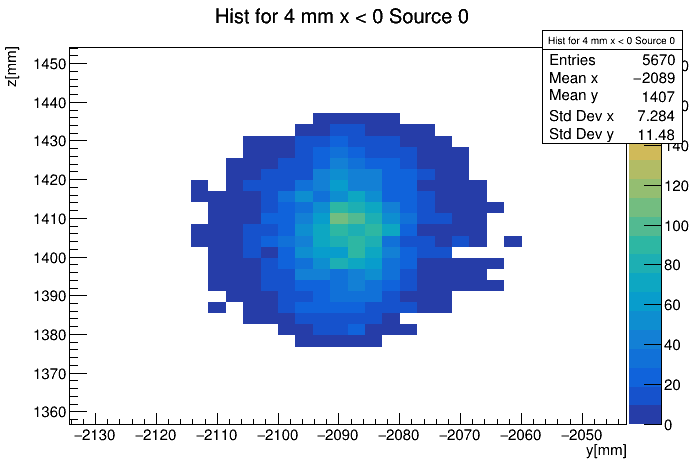 Hist for 4 mm x < 0 Source 0
z[mm]
Hist for 4 mm x < 0 Source 0
Entries 5670
Mean x −2089
Mean y 1407
Std Dev x 7.284
Std Dev y 11.48
1450
1440
1430
1420
1410
1400
1390
1380
1370
1360
0
0
140
120
100
80
60
40
20
0
−2130 −2120 −2110 −2100 −2090 −2080 −2070 −2060 −2050
y[mm]